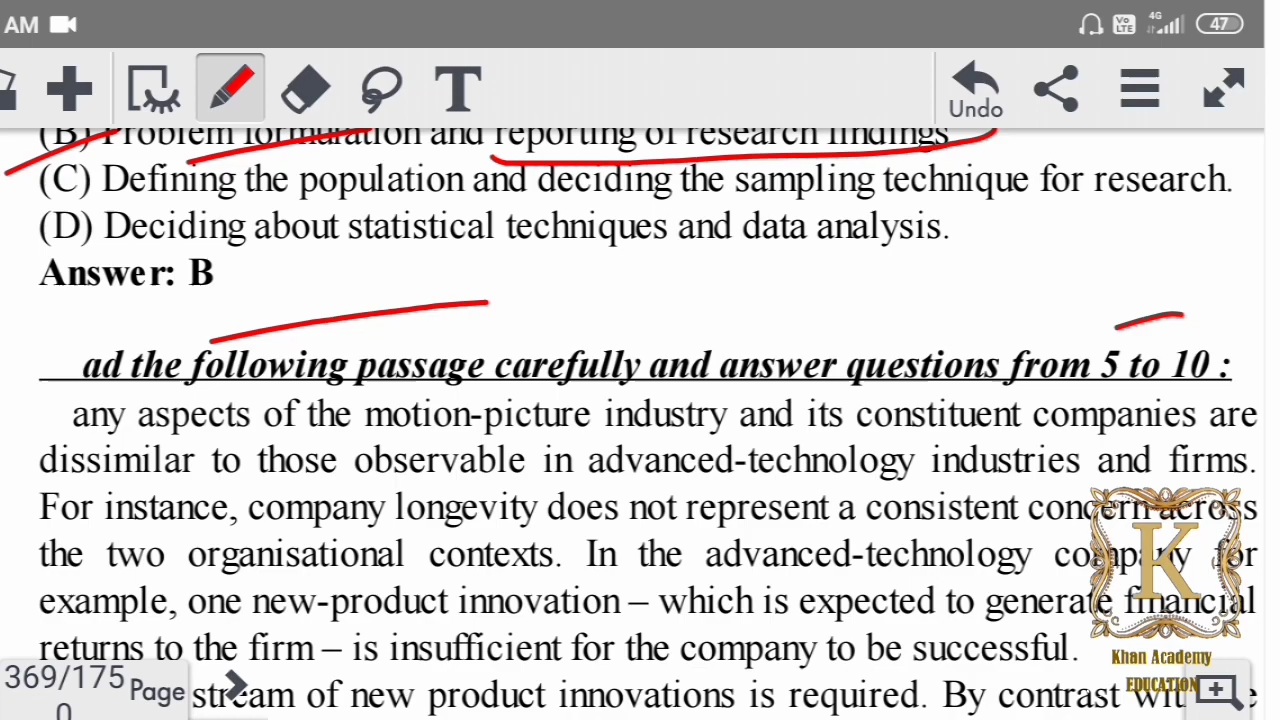 AM
Vo LTE 4G 47
T
Undo
(B) Problem formulation and reporting of research findings
(C) Defining the population and deciding the sampling technique for research.
(D) Deciding about statistical techniques and data analysis.
Answer: B
ad the following passage carefully and answer questions from 5 to 10 :
any aspects of the motion-picture industry and its constituent companies are
dissimilar to those observable in advanced-technology industries and firms.
For instance, company longevity does not represent a consistent concern across
the two organisational contexts. In the advanced-technology company for
example, one new-product innovation – which is expected to generate financial
returns to the firm – is insufficient for the company to be successful.
stream of new product innovations is required. By contrast
369/1750 Page
K
Khan Academy
EDUCATION